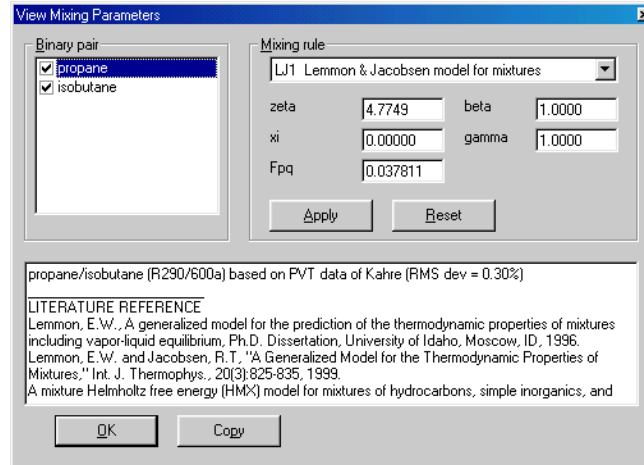 View Mixing Parameters
Binary pair
propane
isobutane
Mixing rule
LJ1 Lemmon & Jacobsen model for mixtures
zeta 4.7749 beta 1.0000
xi 0.00000 gamma 1.0000
Fpq 0.037811
Apply Reset
propane/isobutane (R290/600a) based on PVT data of Kahre (RMS dev = 0.30%)
LITERATURE REFERENCE
Lemmon, E.W., A generalized model for the prediction of the thermodynamic properties of mixtures
including vapor-liquid equilibrium, Ph.D. Dissertation, University of Idaho, Moscow, ID, 1996.
Lemmon, E.W. and Jacobsen, R.T, "A Generalized Model for the Thermodynamic Properties of
Mixtures," Int. J. Thermophys., 20(3):825-835, 1999.
A mixture Helmholtz free energy (HMX) model for mixtures of hydrocarbons, simple inorganics, and
OK Copy